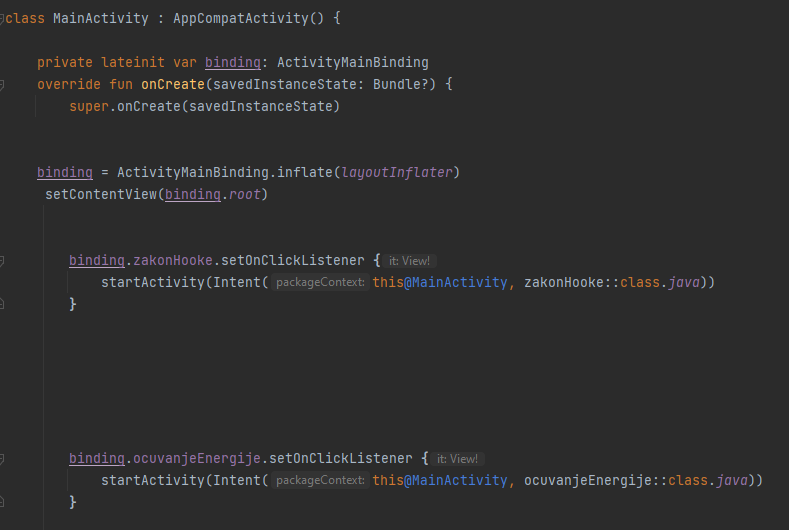 class MainActivity : AppCompatActivity() {
private lateinit var binding: ActivityMainBinding
override fun onCreate(savedInstanceState: Bundle?) {
super.onCreate(savedInstanceState)
binding = ActivityMainBinding.inflate(layoutInflater)
setContentView(binding.root)
binding.zakonHooke.setOnClickListener { it: View!
startActivity(Intent( packageContext: this@MainActivity, zakonHooke::class.java))
}
binding.ocuvanjeEnergije.setOnClickListener { it: View!
startActivity(Intent( packageContext: this@MainActivity, ocuvanjeEnergije::class.java))
}